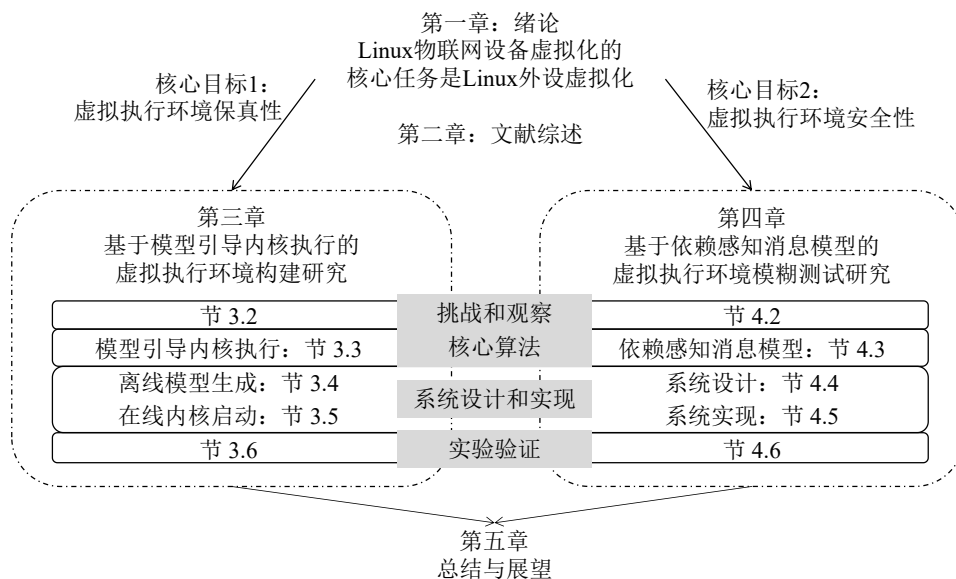 第一章：绪论
Linux物联网设备虚拟化的
核心任务是Linux外设虚拟化
核心目标1：
虚拟执行环境保真性
核心目标2：
虚拟执行环境安全性
第二章：文献综述
第三章
基于模型引导内核执行的
虚拟执行环境构建研究
第四章
基于依赖感知消息模型的
虚拟执行环境模糊测试研究
节 3.2
挑战和观察
节 4.2
模型引导内核执行：节 3.3
核心算法
依赖感知消息模型：节 4.3
离线模型生成：节 3.4
在线内核启动：节 3.5
系统设计和实现
系统设计：节 4.4
系统实现：节 4.5
节 3.6
实验验证
节 4.6
第五章
总结与展望